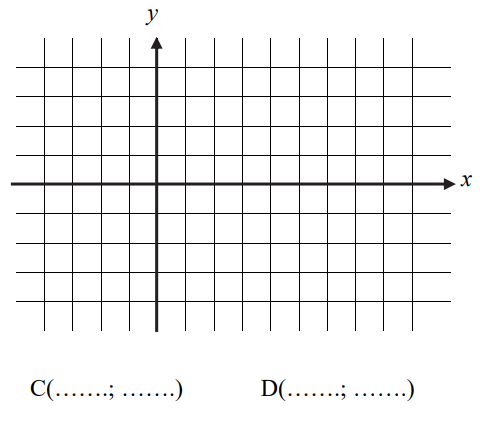 y
x
C(…….; …….) D(…….; …….)